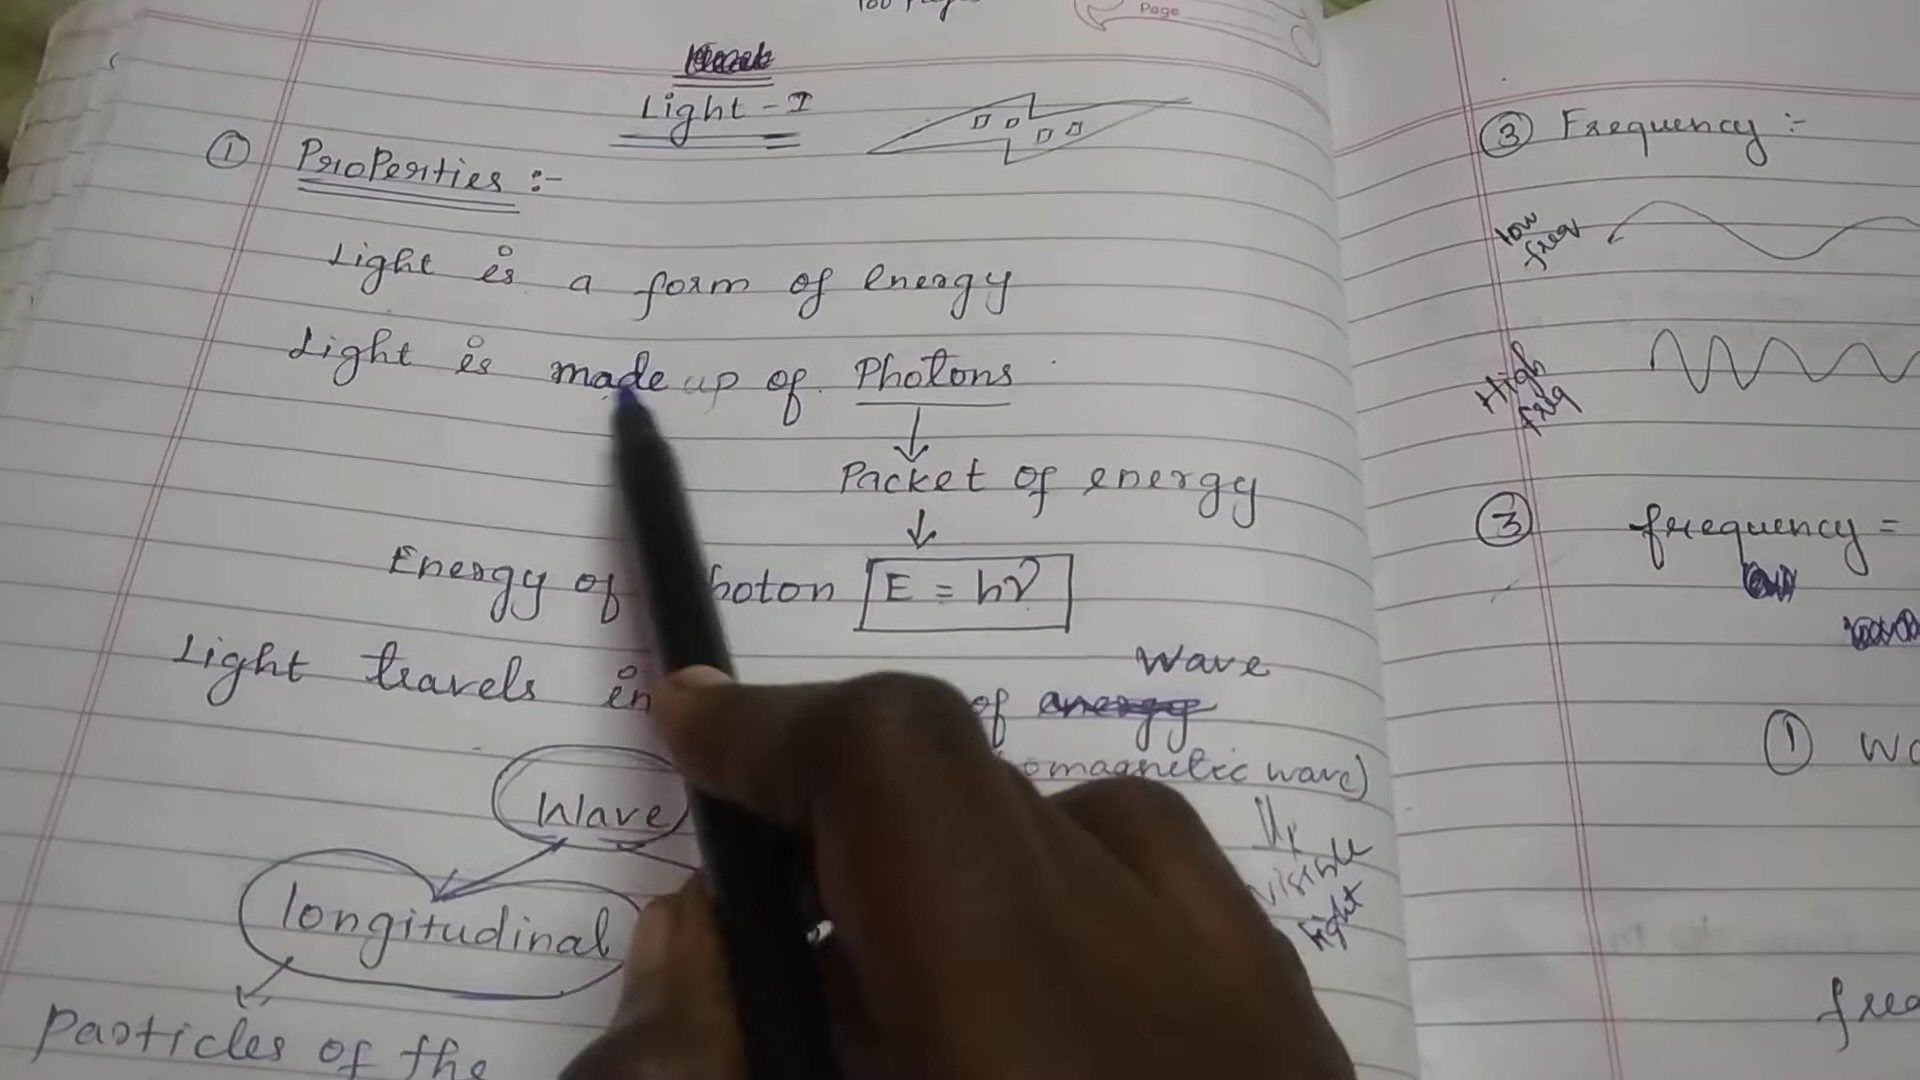 Page
Light - I
① Properties :-
Light is a form of energy
Light is made up of Photons
Packet of energy
Energy of photon E = hν
Light travels in of wave
omagnetic wave)
Wave
visible
light
longitudinal
Particles of the
③ Frequency :-
low
freq
High
freq
③ frequency =
①